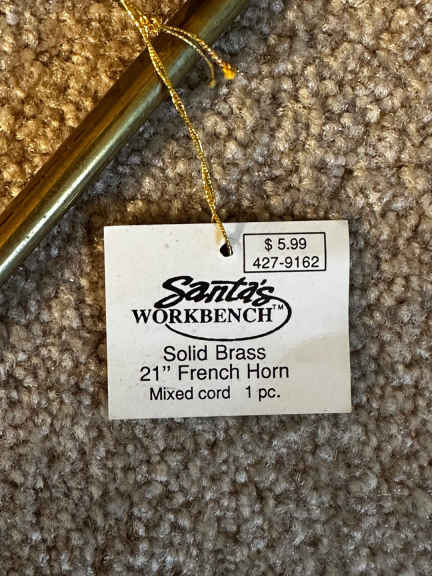 $ 5.99
427-9162
Santa's
WORKBENCH™
Solid Brass
21" French Horn
Mixed cord 1 pc.